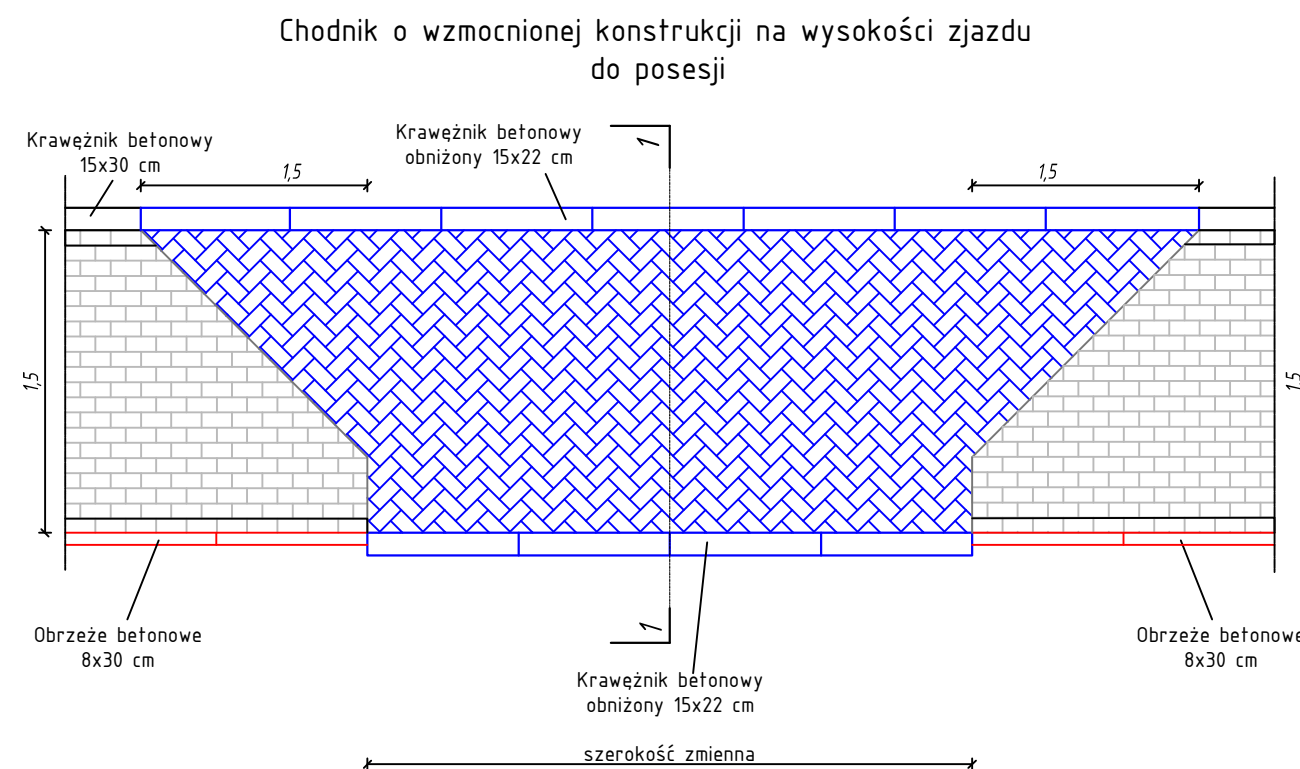 Chodnik o wzmocnionej konstrukcji na wysokości zjazdu
do posesji
Krawężnik betonowy
15x30 cm
Krawężnik betonowy
obniżony 15x22 cm
1
1,5
1,5
1,5
1,5
Obrzeże betonowe
8x30 cm
1
Obrzeże betonowe
8x30 cm
Krawężnik betonowy
obniżony 15x22 cm
szerokość zmienna